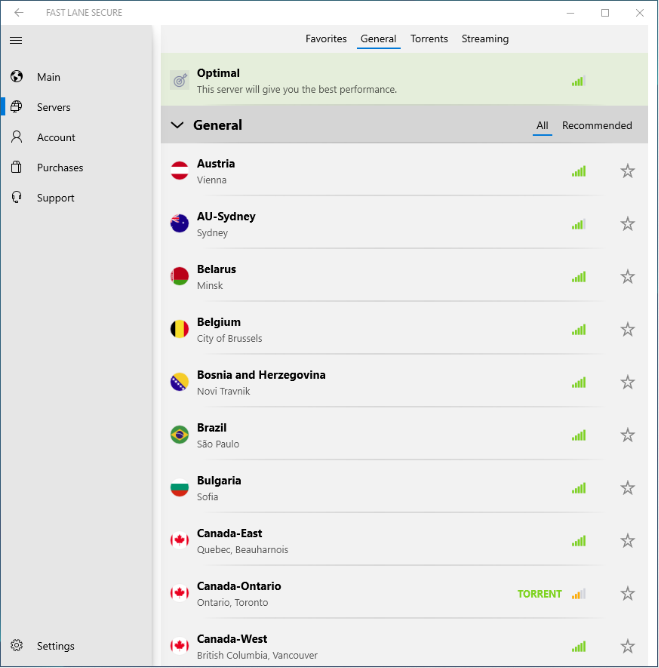 FAST LANE SECURE
Favorites General Torrents Streaming
Main
Servers
Account
Purchases
Support
Settings
Optimal
This server will give you the best performance.
General All Recommended
Austria
Vienna
AU-Sydney
Sydney
Belarus
Minsk
Belgium
City of Brussels
Bosnia and Herzegovina
Novi Travnik
Brazil
São Paulo
Bulgaria
Sofia
Canada-East
Quebec, Beauharnois
Canada-Ontario
Ontario, Toronto
TORRENT
Canada-West
British Columbia, Vancouver